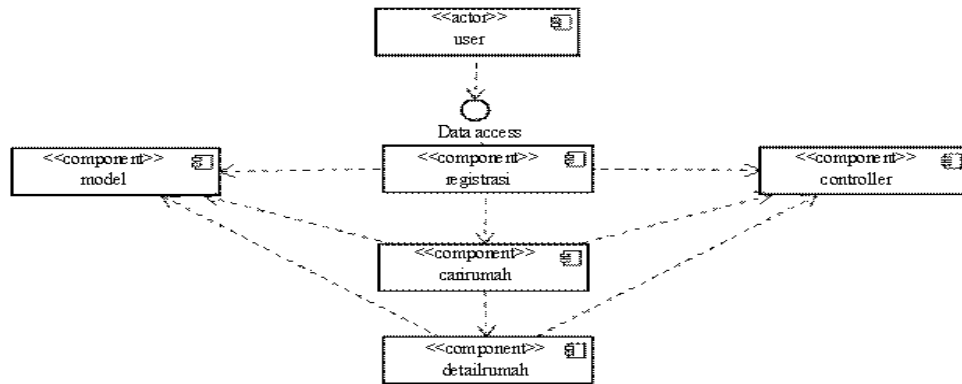 <<actor>>
user
Data access
<<component>>
model
<<component>>
registrasi
<<component>>
controller
<<component>>
carirumah
<<component>>
detailrumah